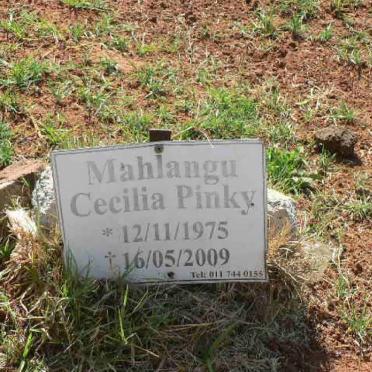 Mahlangu
Cecilia Pinky
* 12/11/1975
† 16/05/2009
Tel: 011 744 0155